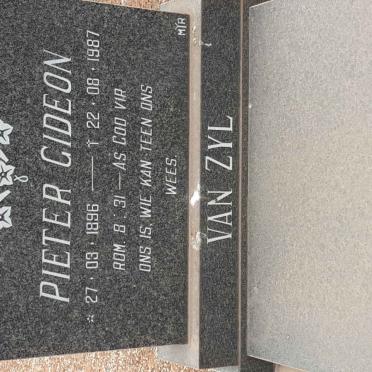 PIETER GIDEON
☆ 27 · 03 · 1896 — † 22 · 08 · 1987
ROM. 8 : 31 — AS GOD VIR
ONS IS, WIE KAN TEEN ONS
WEES.
VAN ZYL